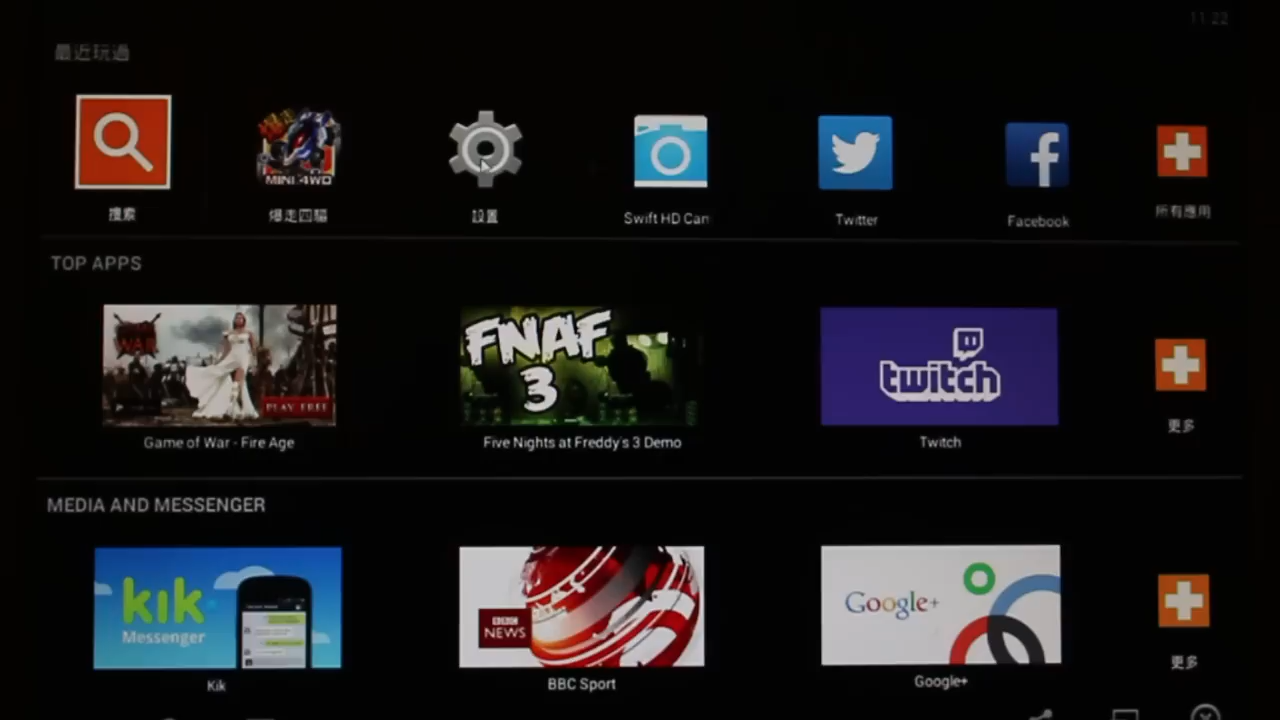 11:22
最近玩過
MINI 4WD
搜索
爆走四驅
設置
Swift HD Cam
Twitter
Facebook
所有應用
TOP APPS
WAR
PLAY FREE
FNAF
3
twitch
Game of War - Fire Age
Five Nights at Freddy's 3 Demo
Twitch
更多
MEDIA AND MESSENGER
kik
Messenger
BBC
NEWS
Google+
Kik
BBC Sport
Google+
更多